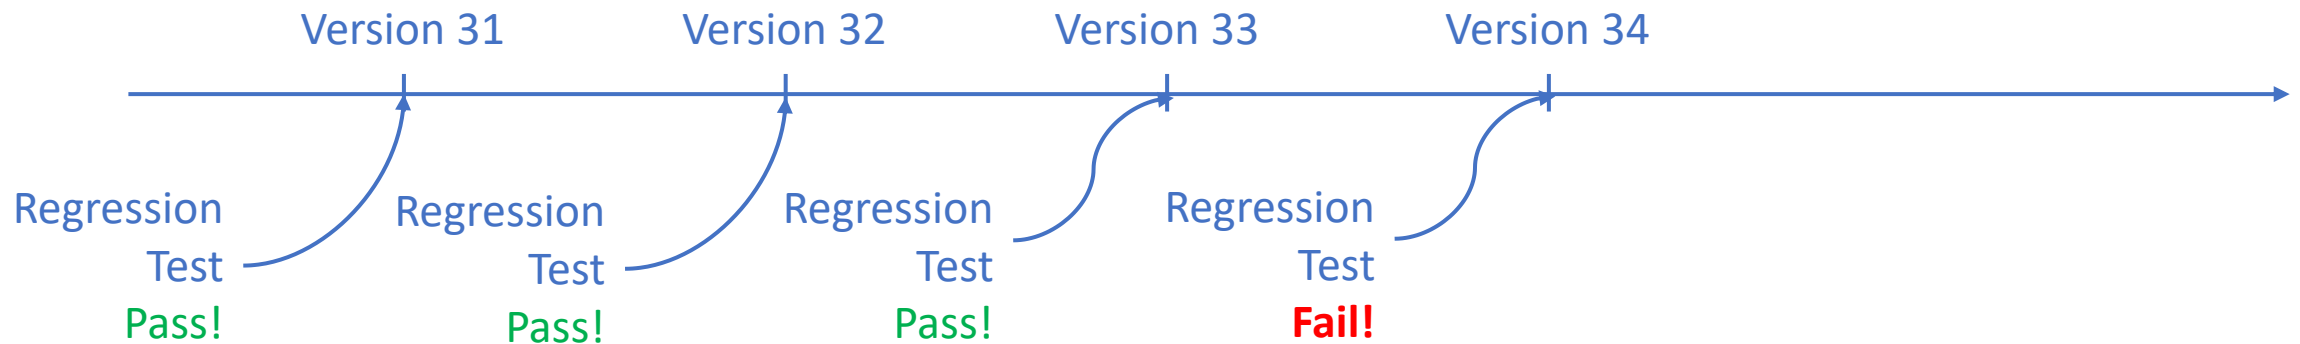 Version 31
Version 32
Version 33
Version 34
Regression
Test
Pass!
Regression
Test
Pass!
Regression
Test
Pass!
Regression
Test
Fail!